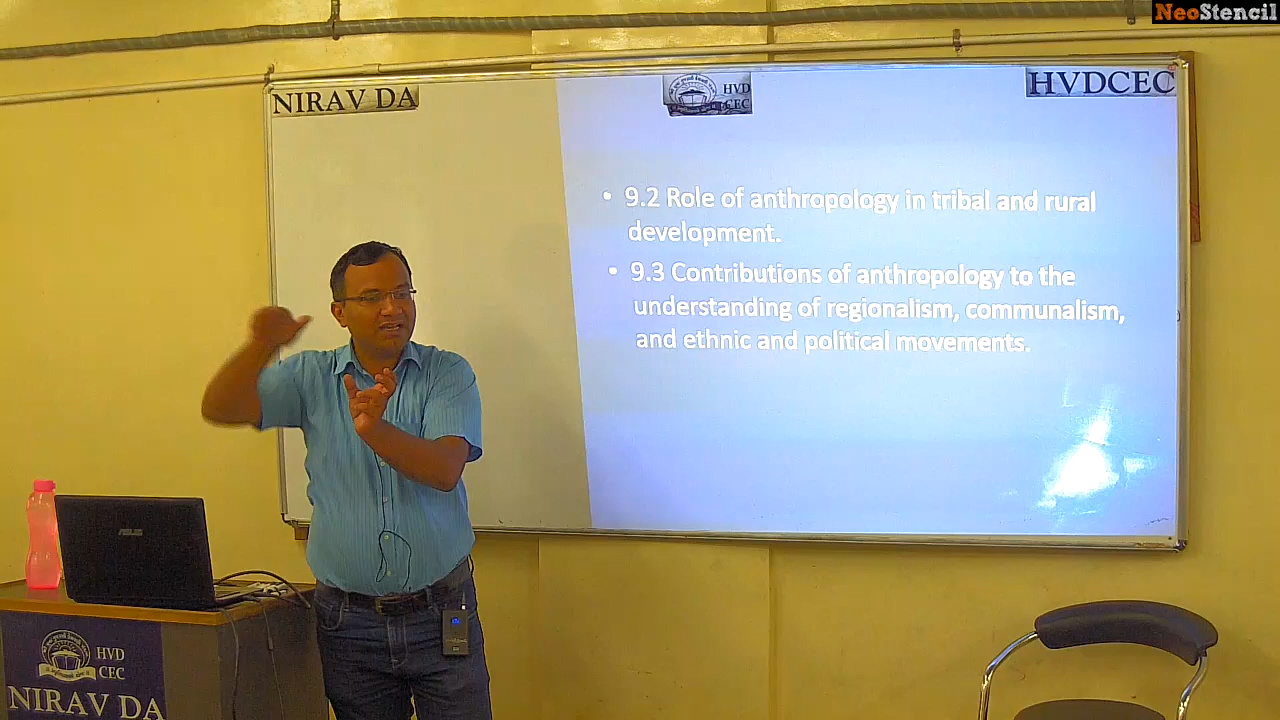 NeoStencil
NIRAV DA
HVD
CEC
HVDCEC
• 9.2 Role of anthropology in tribal and rural
development.
• 9.3 Contributions of anthropology to the
understanding of regionalism, communalism,
and ethnic and political movements.
ASUS
HVD
CEC
NIRAV DA